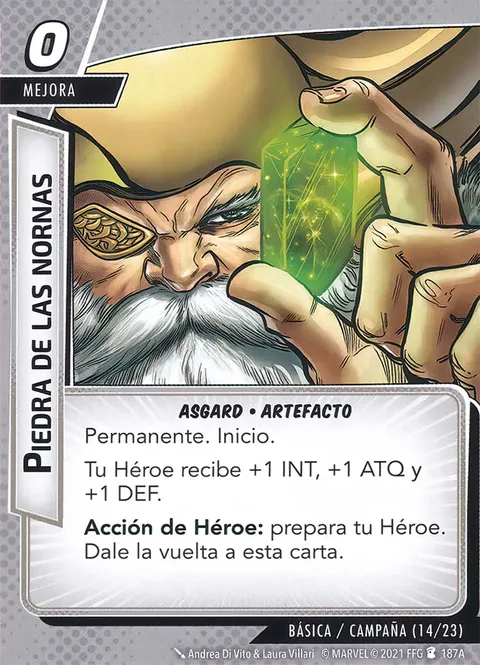 0
MEJORA
PIEDRA DE LAS NORNAS
ASGARD • ARTEFACTO
Permanente. Inicio.
Tu Héroe recibe +1 INT, +1 ATQ y
+1 DEF.
Acción de Héroe: prepara tu Héroe.
Dale la vuelta a esta carta.
BÁSICA / CAMPAÑA (14/23)
Andrea Di Vito & Laura Villari © MARVEL © 2021 FFG 187A